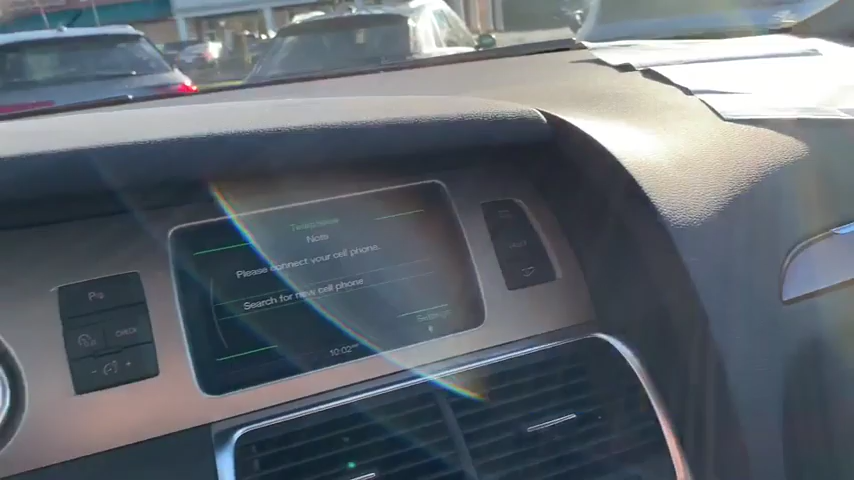 Telephone
Note
Please connect your cell phone.
Search for new cell phone
Settings
10:02
CHECK